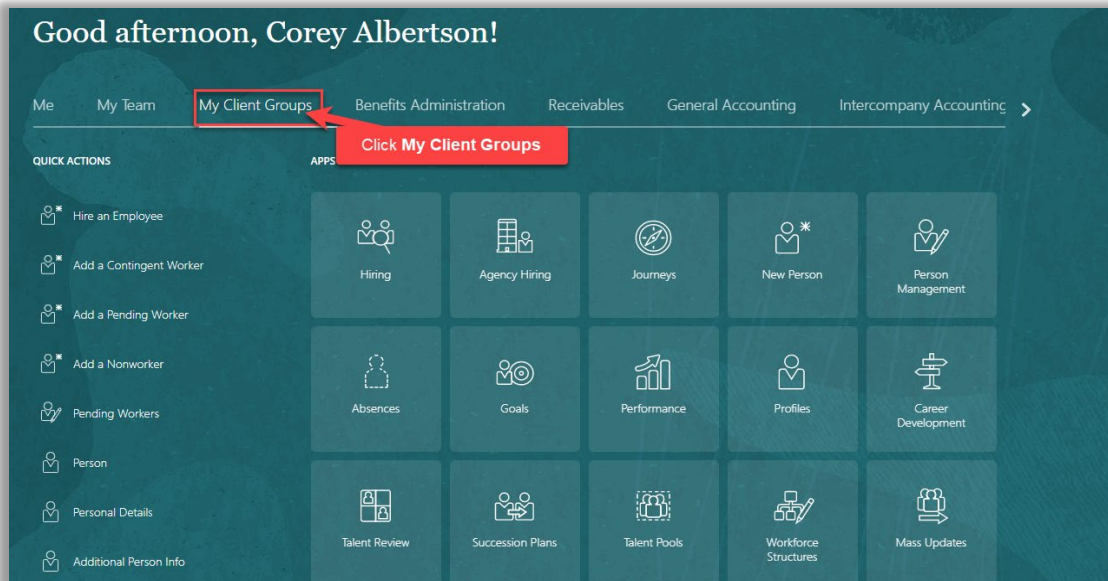 Good afternoon, Corey Albertson!
Me My Team My Client Groups Benefits Administration Receivables General Accounting Intercompany Accounting
Click My Client Groups
QUICK ACTIONS
Hire an Employee
Add a Contingent Worker
Add a Pending Worker
Add a Nonworker
Pending Workers
Person
Personal Details
Additional Person Info
APPS
Hiring Agency Hiring Journeys New Person Person
Management
Absences Goals Performance Profiles Career
Development
Talent Review Succession Plans Talent Pools Workforce Mass Updates
Structures